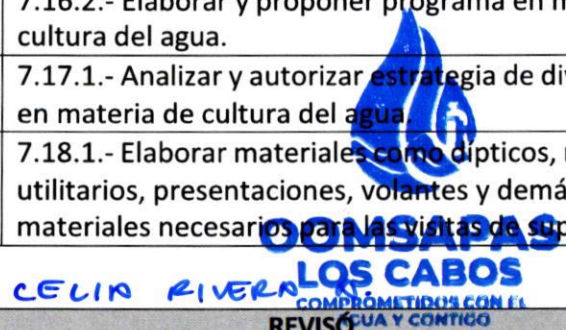 7.16.2.- Elaborar y proponer programa en
cultura del agua.
7.17.1.- Analizar y autorizar estrategia de
en materia de cultura del agua.
7.18.1.- Elaborar materiales como dípticos,
utilitarios, presentaciones, volantes y demá
materiales necesarios para las visitas de sup
OOMSAPAS
LOS CABOS
COMPROMETIDOS CON EL
AGUA Y CONTIGO
CELIA RIVERA
REVISÓ